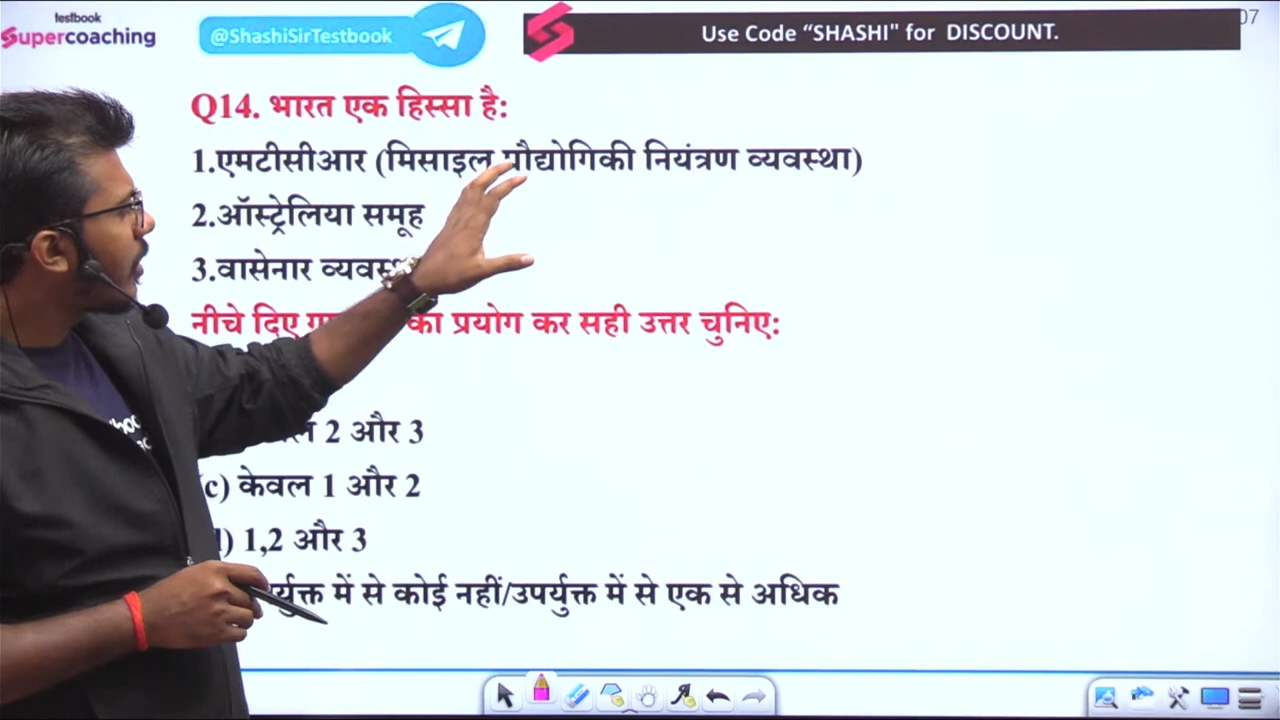 testbook
Supercoaching
@ShashiSirTestbook
Use Code “SHASHI" for DISCOUNT.
07
Q14. भारत एक हिस्सा है:
1.एमटीसीआर (मिसाइल प्रौद्योगिकी नियंत्रण व्यवस्था)
2.ऑस्ट्रेलिया समूह
3.वासेनार
नीचे दिए का प्रयोग कर सही उत्तर चुनिए:
2 और 3
(c) केवल 1 और 2
1,2 और 3
में से कोई नहीं/उपर्युक्त में से एक से अधिक